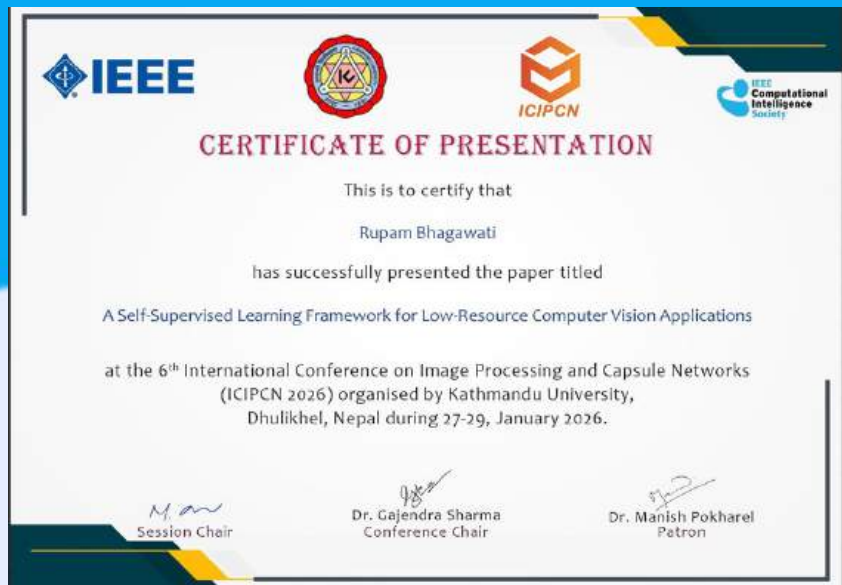 IEEE
ICIPCN
IEEE
Computational
Intelligence
Society
CERTIFICATE OF PRESENTATION
This is to certify that
Rupam Bhagawati
has successfully presented the paper titled
A Self-Supervised Learning Framework for Low-Resource Computer Vision Applications
at the 6th International Conference on Image Processing and Capsule Networks
(ICIPCN 2026) organised by Kathmandu University,
Dhulikhel, Nepal during 27-29, January 2026.
Session Chair
Dr. Gajendra Sharma
Conference Chair
Dr. Manish Pokharel
Patron